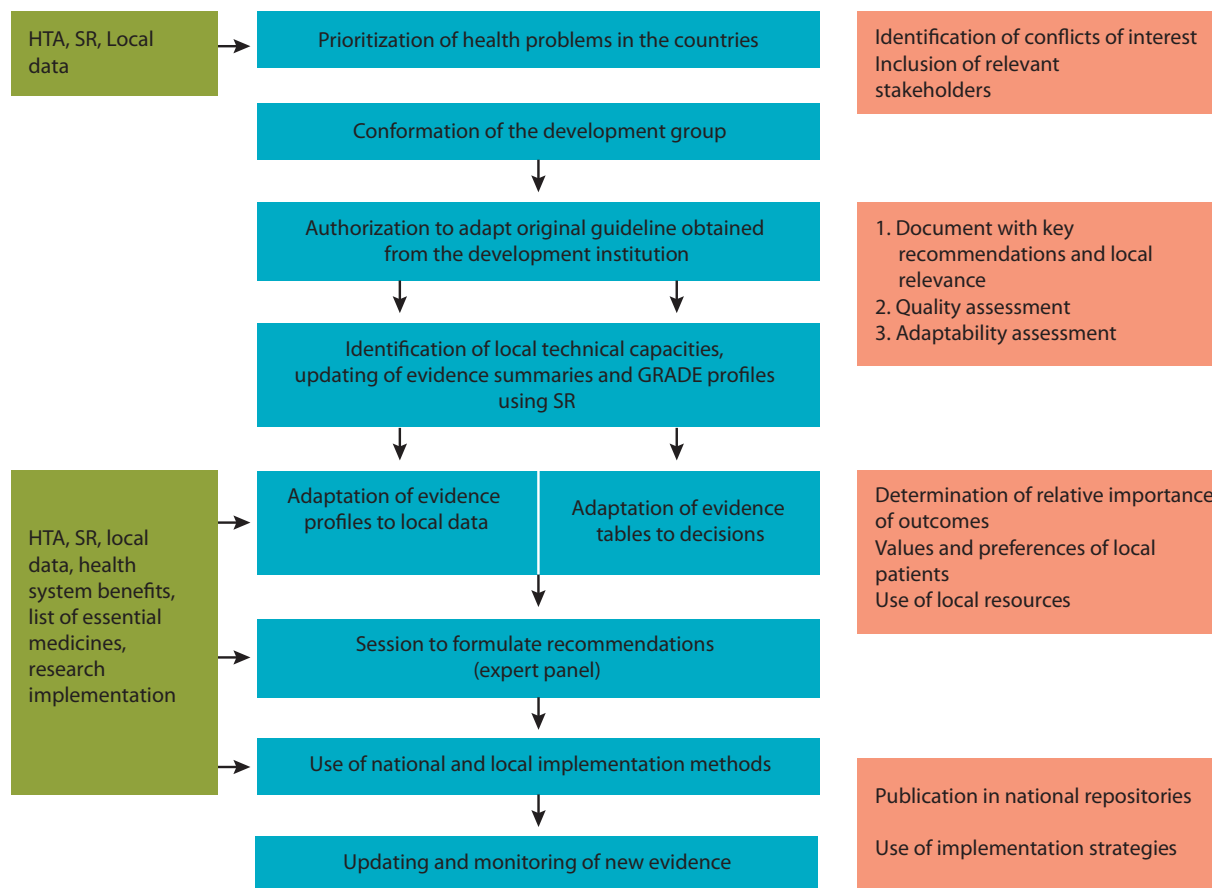 HTA, SR, Local
data
Prioritization of health problems in the countries
Identification of conflicts of interest
Inclusion of relevant
stakeholders
Conformation of the development group
Authorization to adapt original guideline obtained
from the development institution
1. Document with key
recommendations and local
relevance
2. Quality assessment
3. Adaptability assessment
Identification of local technical capacities,
updating of evidence summaries and GRADE profiles
using SR
HTA, SR, local
data, health
system benefits,
list of essential
medicines,
research
implementation
Adaptation of evidence
profiles to local data
Adaptation of evidence
tables to decisions
Determination of relative importance
of outcomes
Values and preferences of local
patients
Use of local resources
Session to formulate recommendations
(expert panel)
Use of national and local implementation methods
Publication in national repositories
Use of implementation strategies
Updating and monitoring of new evidence